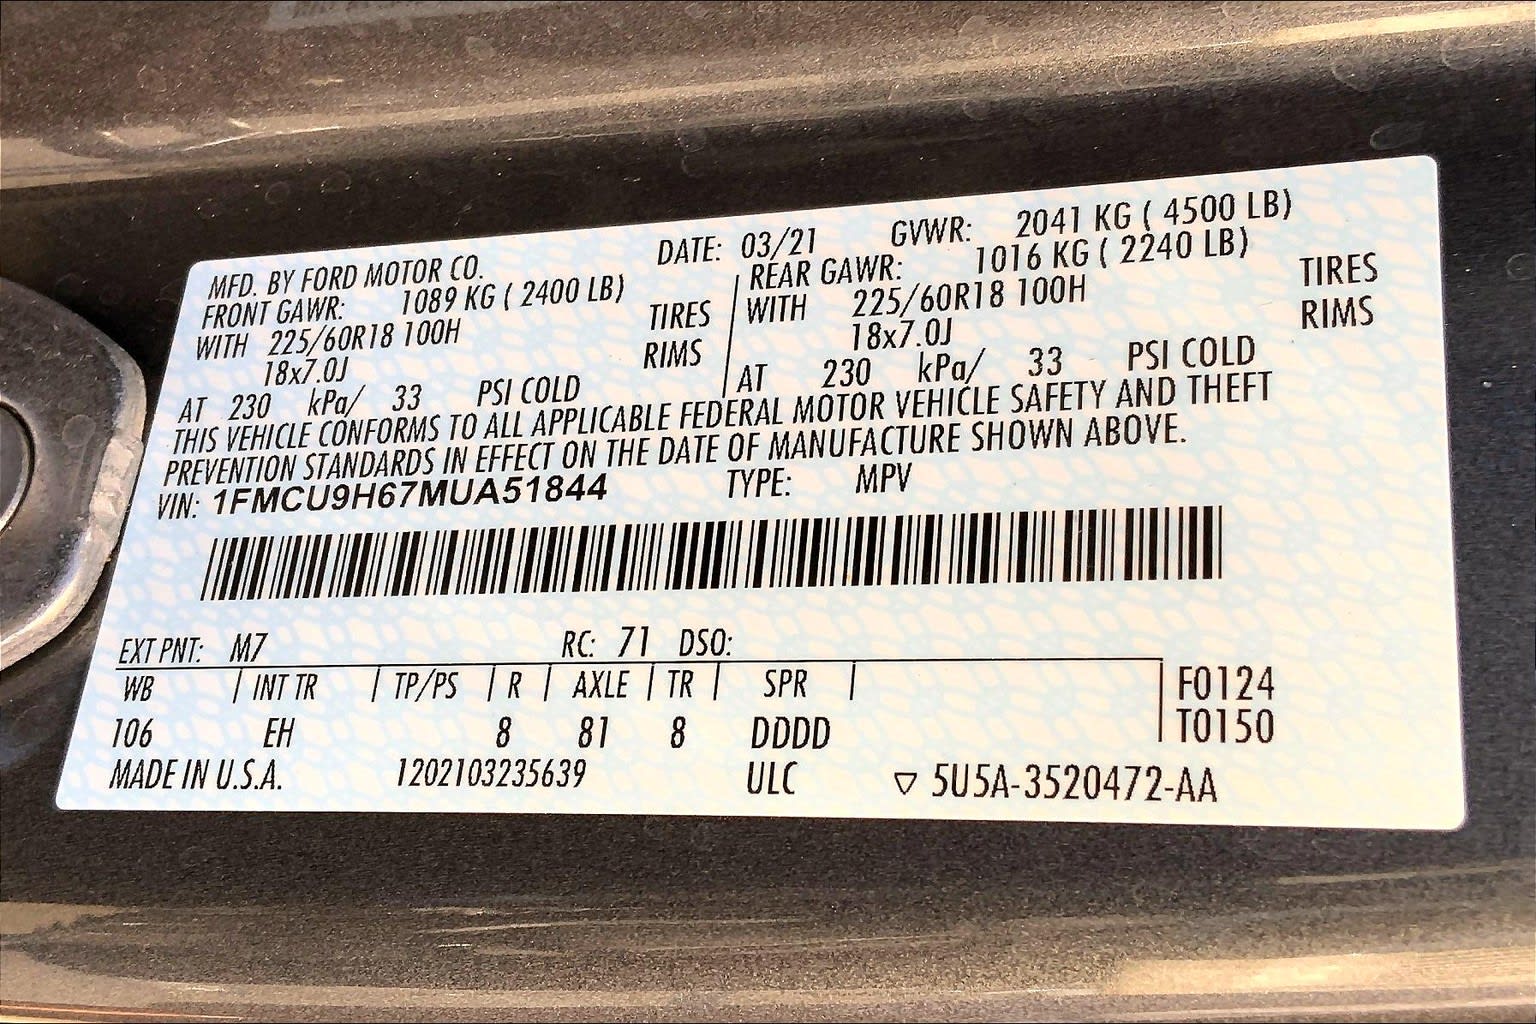 MFD. BY FORD MOTOR CO. DATE: 03/21 GVWR: 2041 KG ( 4500 LB)
FRONT GAWR: 1089 KG ( 2400 LB) REAR GAWR: 1016 KG ( 2240 LB)
WITH 225/60R18 100H TIRES WITH 225/60R18 100H TIRES
18x7.0J RIMS 18x7.0J RIMS
AT 230 kPa/ 33 PSI COLD AT 230 kPa/ 33 PSI COLD
THIS VEHICLE CONFORMS TO ALL APPLICABLE FEDERAL MOTOR VEHICLE SAFETY AND THEFT
PREVENTION STANDARDS IN EFFECT ON THE DATE OF MANUFACTURE SHOWN ABOVE.
VIN: 1FMCU9H67MUA51844 TYPE: MPV
EXT PNT: M7 RC: 71 DSO:
WB INT TR TP/PS R AXLE TR SPR F0124
106 EH 8 81 8 DDDD T0150
MADE IN U.S.A. 1202103235639 ULC ▽ 5U5A-3520472-AA